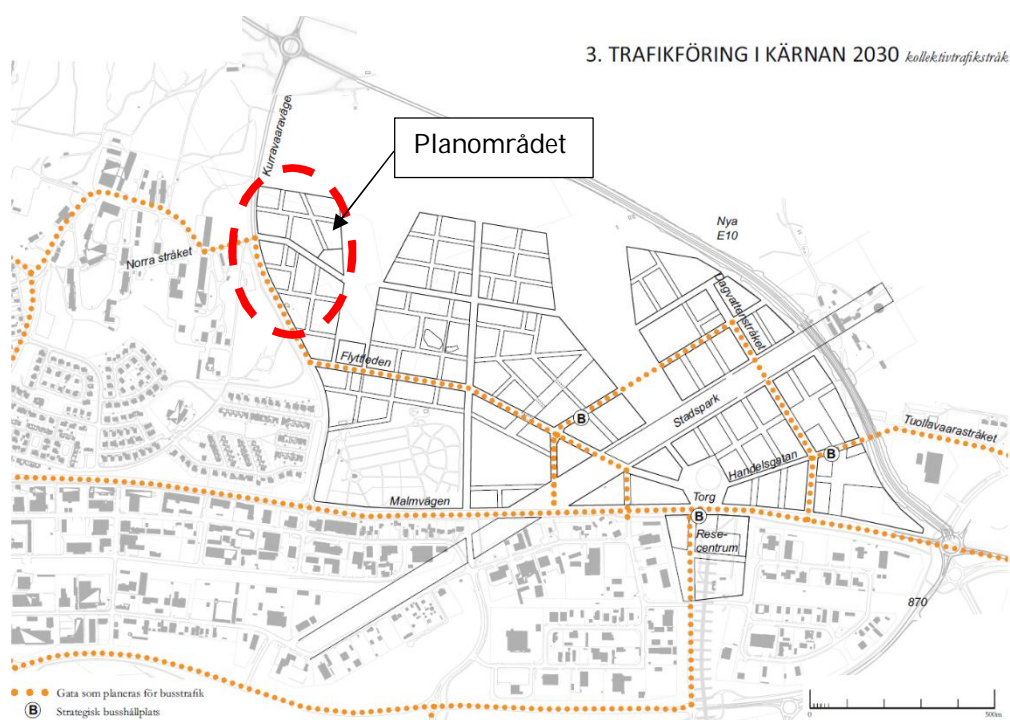 3. TRAFIKFÖRING I KÄRNAN 2030 kollektivtrafikstråk
Kurravaaraväge
Planområdet
Nya
E10
Norra stråket
Dagvattenstråket
Flyttleden
B
Stadspark
Tuollavaarastråket
Handelsgatan
B
Malmvägen
Torg
B
Rese-
centrum
870
Gata som planeras för busstrafik
B Strategisk busshållplats
0 500m